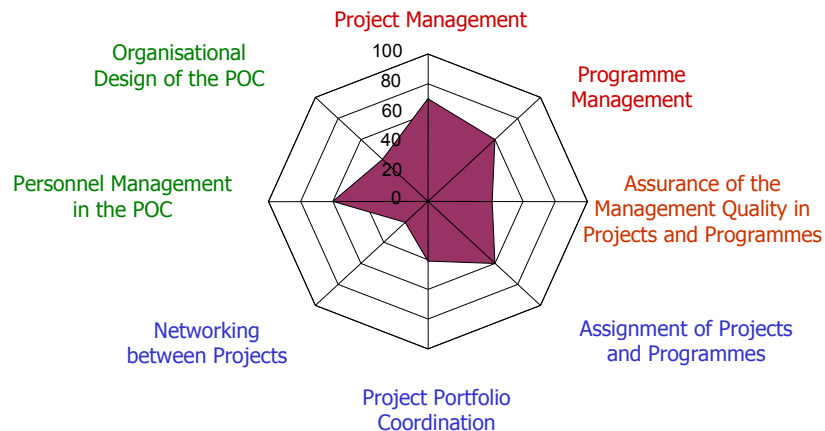 Project Management
Programme
Management
Assurance of the
Management Quality in
Projects and Programmes
Assignment of Projects
and Programmes
Project Portfolio
Coordination
Networking
between Projects
Personnel Management
in the POC
Organisational
Design of the POC
100
80
60
40
20
0